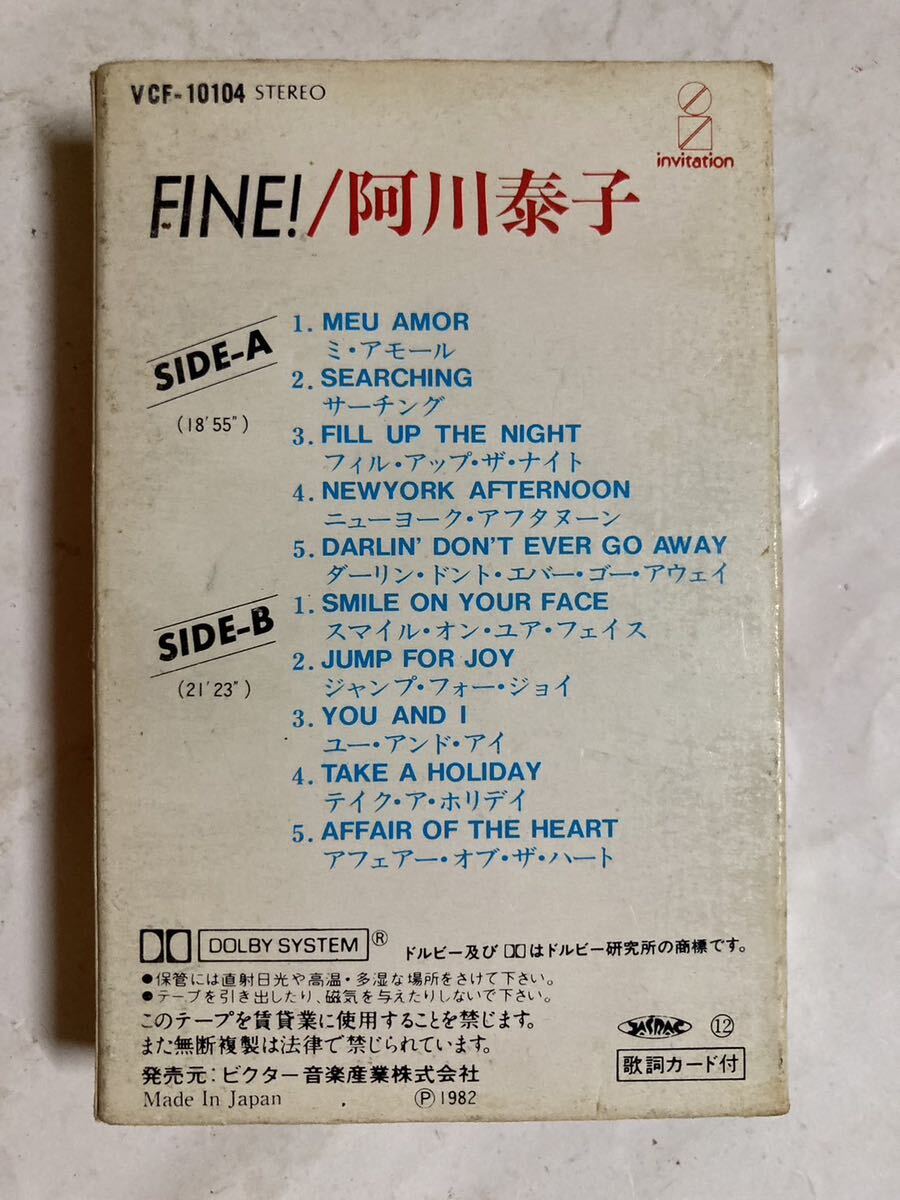 VCF-10104 STEREO
invitation
FINE!/阿川泰子
SIDE-A
(18'55")
1. MEU AMOR
ミ・アモール
2. SEARCHING
サーチング
3. FILL UP THE NIGHT
フィル・アップ・ザ・ナイト
4. NEWYORK AFTERNOON
ニューヨーク・アフタヌーン
5. DARLIN' DON'T EVER GO AWAY
ダーリン・ドント・エバー・ゴー・アウェイ
SIDE-B
(21'23")
1. SMILE ON YOUR FACE
スマイル・オン・ユア・フェイス
2. JUMP FOR JOY
ジャンプ・フォー・ジョイ
3. YOU AND I
ユー・アンド・アイ
4. TAKE A HOLIDAY
テイク・ア・ホリデイ
5. AFFAIR OF THE HEART
アフェアー・オブ・ザ・ハート
DOLBY SYSTEM ®
ドルビー及び はドルビー研究所の商標です。
●保管には直射日光や高温・多湿な場所をさけて下さい。
●テープを引き出したり、磁気を与えたりしないで下さい。
このテープを賃貸業に使用することを禁じます。
また無断複製は法律で禁じられています。
JASRAC ⑫
発売元：ビクター音楽産業株式会社
歌詞カード付
Made In Japan Ⓟ1982